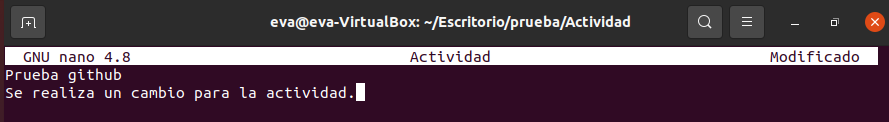 eva@eva-VirtualBox: ~/Escritorio/prueba/Actividad
GNU nano 4.8 Actividad Modificado
Prueba github
Se realiza un cambio para la actividad.